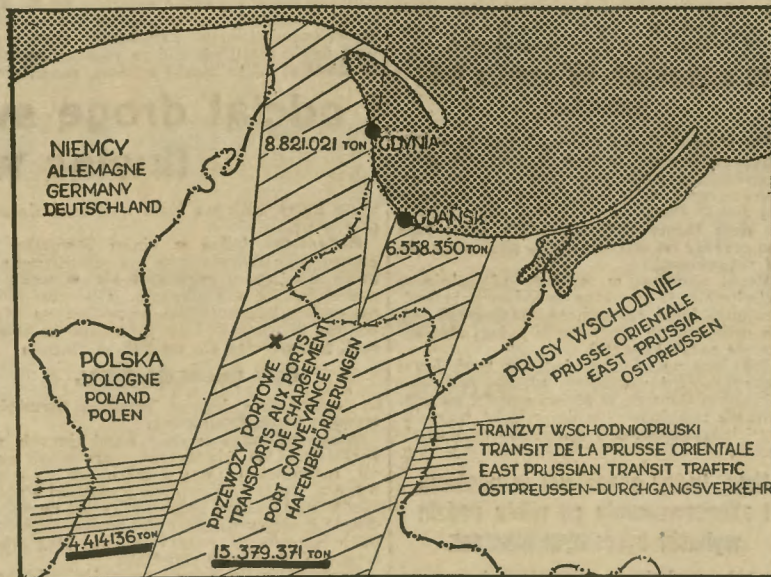 8.821.021 TON
GDYNIA
GDAŃSK
6.558.350 TON
NIEMCY
ALLEMAGNE
GERMANY
DEUTSCHLAND
POLSKA
POLOGNE
POLAND
POLEN
PRUSY WSCHODNIE
PRUSSE ORIENTALE
EAST PRUSSIA
OSTPREUSSEN
PRZEWOZY PORTOWE
TRANSPORTS AUX PORTS
DE CHARGEMENT
PORT CONVEYANCE
HAFENBEFÖRDERUNGEN
TRANZYT WSCHODNIOPRUSKI
TRANSIT DE LA PRUSSE ORIENTALE
EAST PRUSSIAN TRANSIT TRAFFIC
OSTPREUSSEN-DURCHGANGSVERKEHR
4.414136 TON
15.379.371 TON